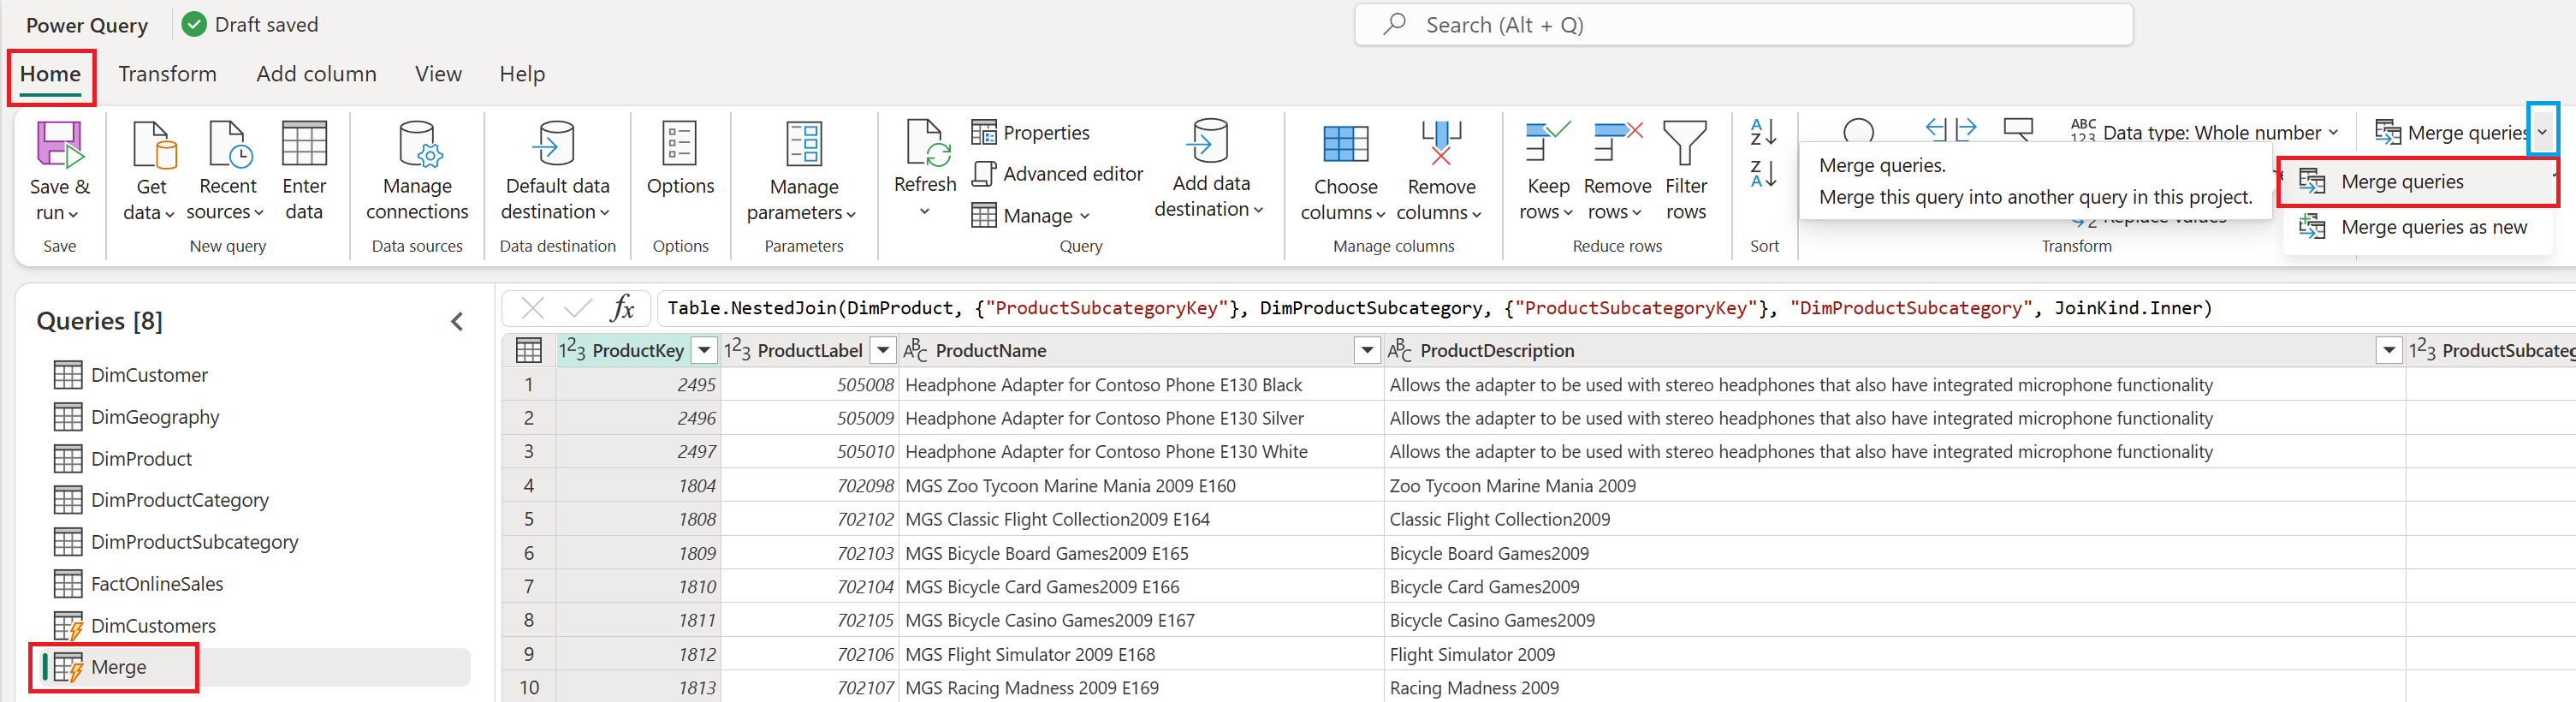 Power Query
Draft saved
Search (Alt + Q)
Home Transform Add column View Help
Save & run
Get data
Recent sources
Enter data
Manage connections
Default data destination
Options
Manage parameters
Refresh
Properties
Advanced editor
Manage
Add data destination
Choose columns
Remove columns
Keep rows
Remove rows
Filter rows
A
Z
Z
A
ABC
123
Data type: Whole number
Merge queries
Merge queries.
Merge this query into another query in this project.
Merge queries
Merge queries as new
Replace values
Save
New query
Data sources
Data destination
Options
Parameters
Query
Manage columns
Reduce rows
Sort
Transform
Queries [8]
DimCustomer
DimGeography
DimProduct
DimProductCategory
DimProductSubcategory
FactOnlineSales
DimCustomers
Merge
fx Table.NestedJoin(DimProduct, {"ProductSubcategoryKey"}, DimProductSubcategory, {"ProductSubcategoryKey"}, "DimProductSubcategory", JoinKind.Inner)
123 ProductKey 123 ProductLabel ABC ProductName ABC ProductDescription 123 ProductSubcateg
1 2495 505008 Headphone Adapter for Contoso Phone E130 Black Allows the adapter to be used with stereo headphones that also have integrated microphone functionality
2 2496 505009 Headphone Adapter for Contoso Phone E130 Silver Allows the adapter to be used with stereo headphones that also have integrated microphone functionality
3 2497 505010 Headphone Adapter for Contoso Phone E130 White Allows the adapter to be used with stereo headphones that also have integrated microphone functionality
4 1804 702098 MGS Zoo Tycoon Marine Mania 2009 E160 Zoo Tycoon Marine Mania 2009
5 1808 702102 MGS Classic Flight Collection2009 E164 Classic Flight Collection2009
6 1809 702103 MGS Bicycle Board Games2009 E165 Bicycle Board Games2009
7 1810 702104 MGS Bicycle Card Games2009 E166 Bicycle Card Games2009
8 1811 702105 MGS Bicycle Casino Games2009 E167 Bicycle Casino Games2009
9 1812 702106 MGS Flight Simulator 2009 E168 Flight Simulator 2009
10 1813 702107 MGS Racing Madness 2009 E169 Racing Madness 2009